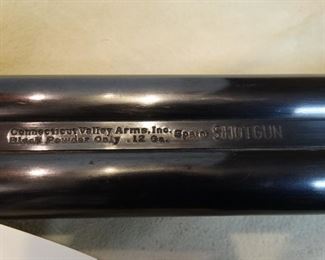 Connecticut Valley Arms, Inc. Spain SHOTGUN
Black Powder Only . 12 Ga.